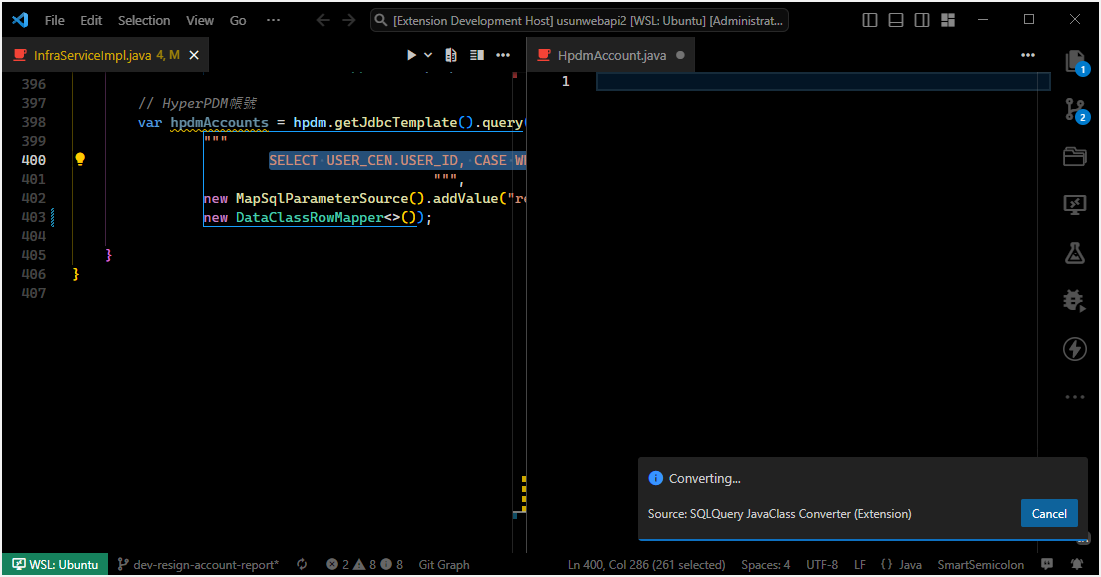 File Edit Selection View Go ···
[Extension Development Host] usunwebapi2 [WSL: Ubuntu] [Administrat...
InfraServiceImpl.java 4, M
HpdmAccount.java
396
397 // HyperPDM帳號
398 var hpdmAccounts = hpdm.getJdbcTemplate().query(
399 """
400 SELECT USER_CEN.USER_ID, CASE W
401 """,
402 new MapSqlParameterSource().addValue("r
403 new DataClassRowMapper<>());
404
405 }
406 }
407
1
1
2
Converting...
Source: SQLQuery JavaClass Converter (Extension)
Cancel
WSL: Ubuntu dev-resign-account-report* 2 8 8 Git Graph Ln 400, Col 286 (261 selected) Spaces: 4 UTF-8 LF {} Java SmartSemicolon